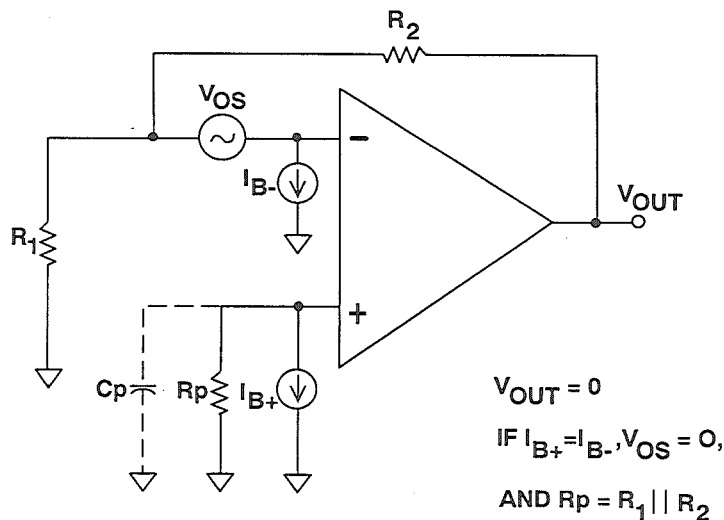 R2
VOS
−
IB-
VOUT
R1
+
Cp
Rp
IB+
VOUT = 0
IF IB+=IB-,VOS = O,
AND Rp = R1 || R2